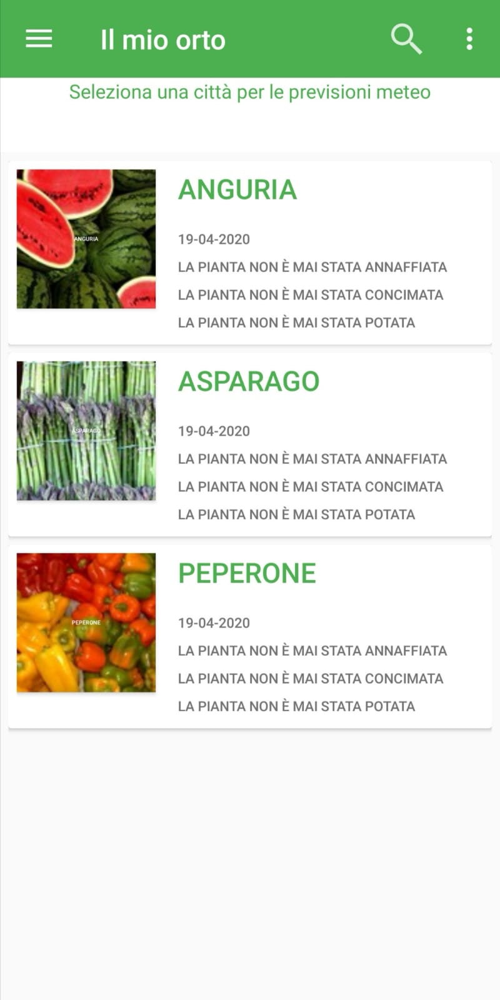 Il mio orto
Seleziona una città per le previsioni meteo
ANGURIA
ANGURIA
19-04-2020
LA PIANTA NON È MAI STATA ANNAFFIATA
LA PIANTA NON È MAI STATA CONCIMATA
LA PIANTA NON È MAI STATA POTATA
ASPARAGO
ASPARAGO
19-04-2020
LA PIANTA NON È MAI STATA ANNAFFIATA
LA PIANTA NON È MAI STATA CONCIMATA
LA PIANTA NON È MAI STATA POTATA
PEPERONE
PEPERONE
19-04-2020
LA PIANTA NON È MAI STATA ANNAFFIATA
LA PIANTA NON È MAI STATA CONCIMATA
LA PIANTA NON È MAI STATA POTATA